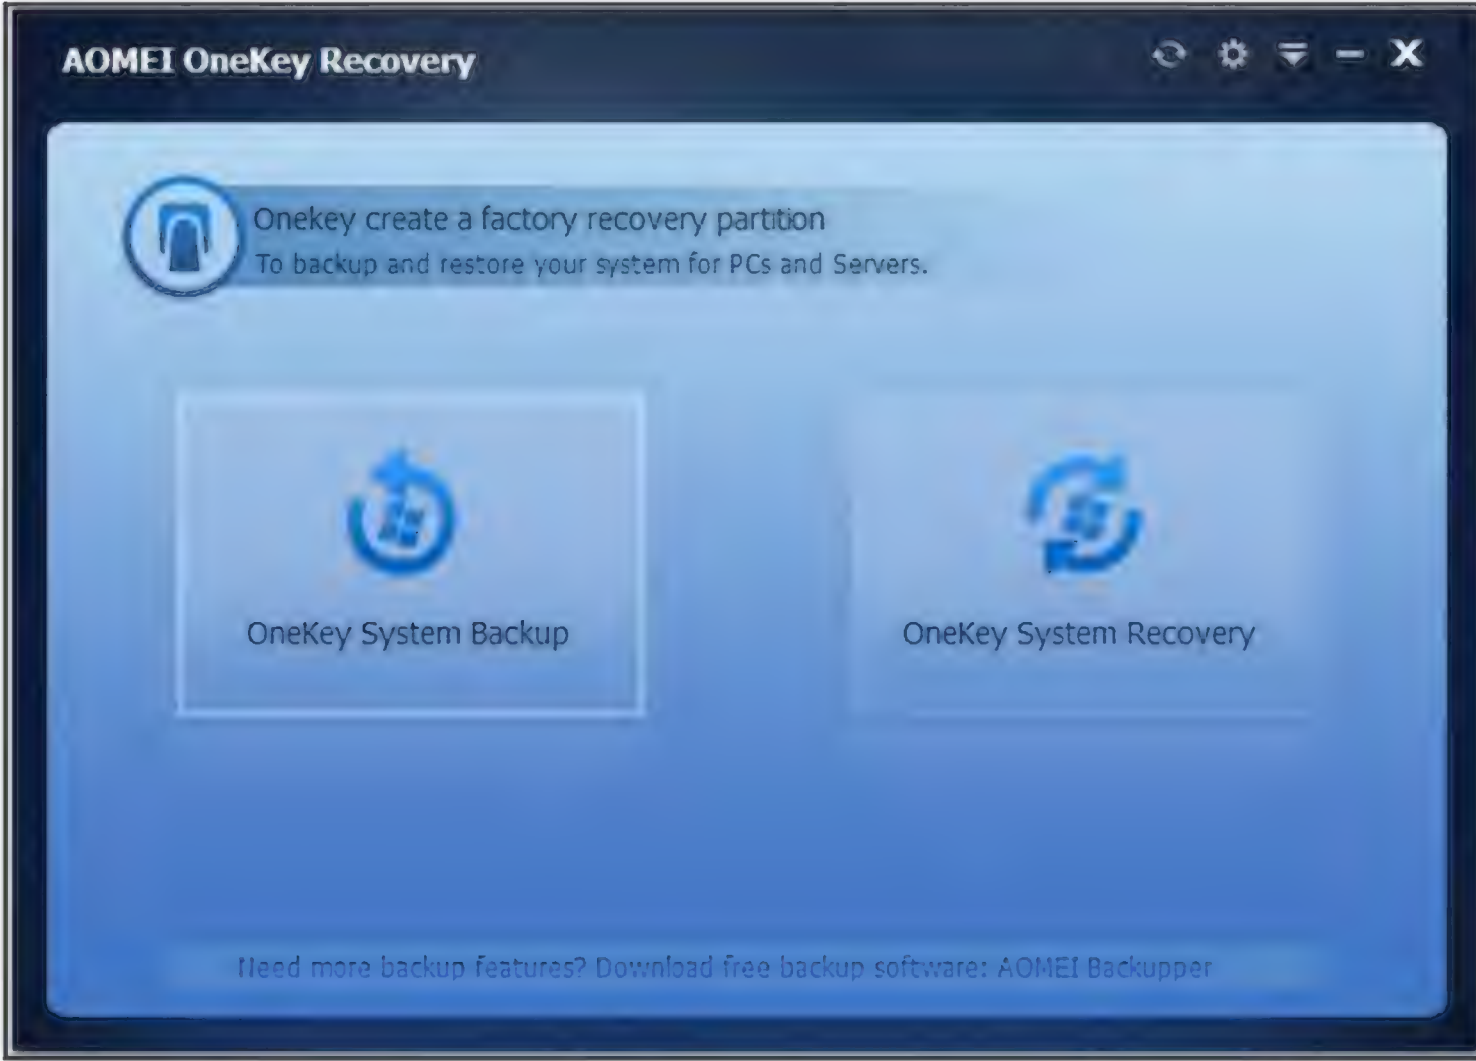 AOMEI OneKey Recovery
Onekey create a factory recovery partition
To backup and restore your system for PCs and Servers.
OneKey System Backup
OneKey System Recovery
Need more backup features? Download free backup software: AOMEI Backupper